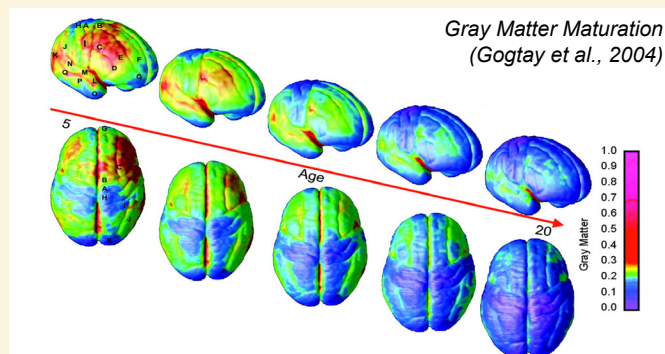 Gray Matter Maturation
(Gogtay et al., 2004)
H A B
J I C
K E F
N D
Q M G
P L
O
5
Age
20
G
F
C
B
A
H
J
K
1.0
0.9
0.8
0.7
0.6
0.5
0.4
0.3
0.2
0.1
0.0
Gray Matter